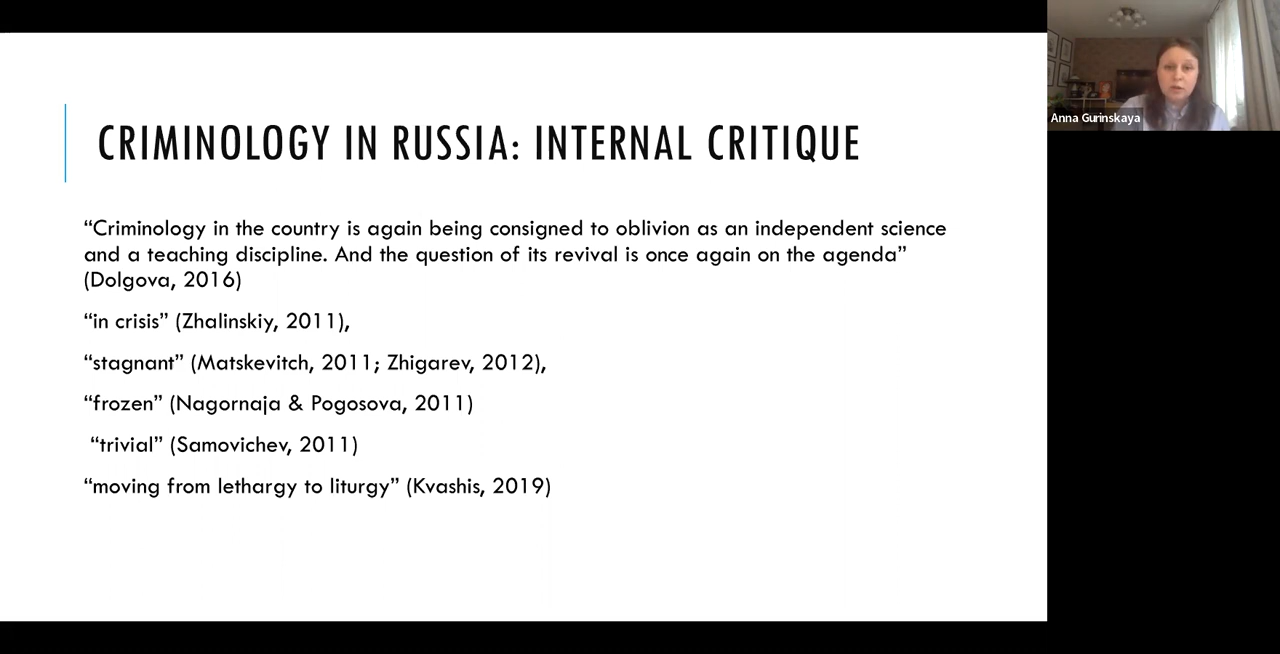 CRIMINOLOGY IN RUSSIA: INTERNAL CRITIQUE
“Criminology in the country is again being consigned to oblivion as an independent science
and a teaching discipline. And the question of its revival is once again on the agenda”
(Dolgova, 2016)
“in crisis” (Zhalinskiy, 2011),
“stagnant” (Matskevitch, 2011; Zhigarev, 2012),
“frozen” (Nagornaja & Pogosova, 2011)
“trivial” (Samovichev, 2011)
“moving from lethargy to liturgy” (Kvashis, 2019)
Anna Gurinskaya